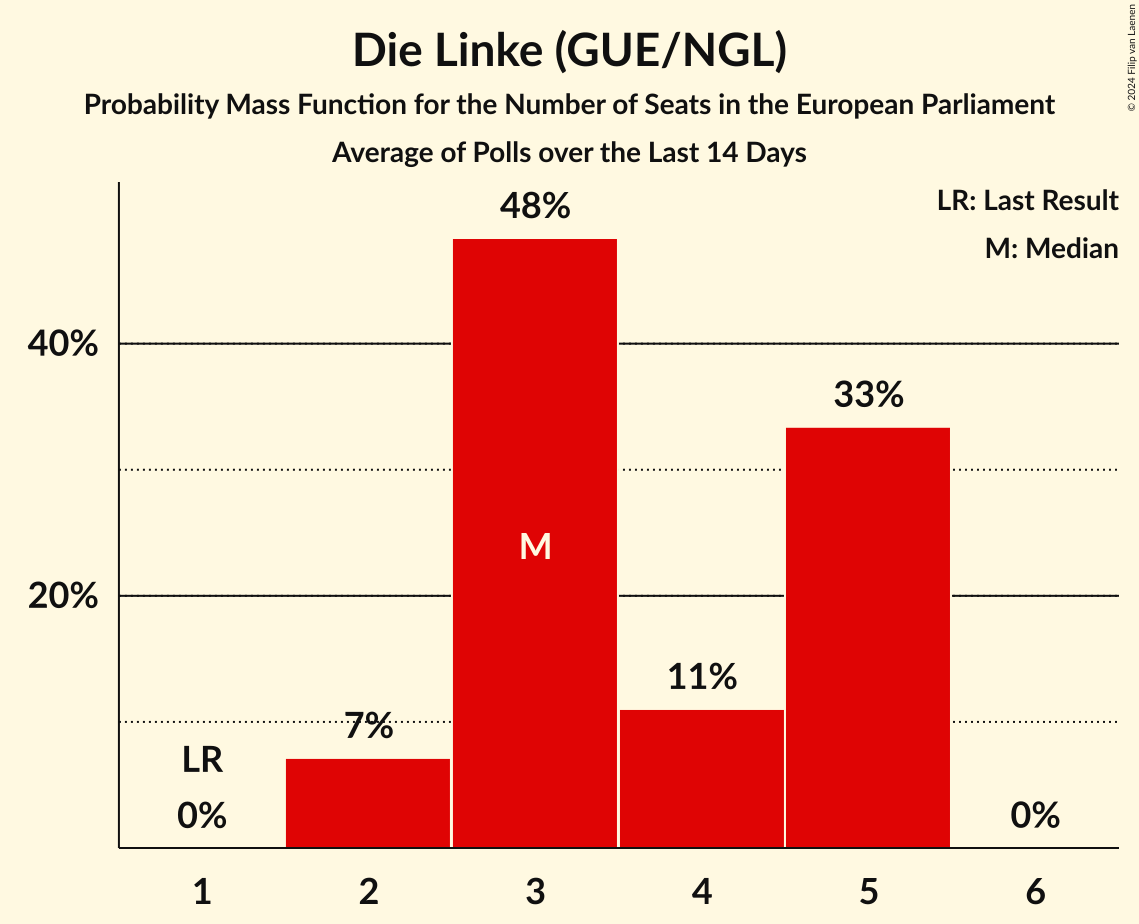 Die Linke (GUE/NGL)
Probability Mass Function for the Number of Seats in the European Parliament
Average of Polls over the Last 14 Days
© 2024 Filip van Laenen
LR: Last Result
M: Median
48%
40%
33%
M
20%
11%
7%
LR
0%
0%
1 2 3 4 5 6